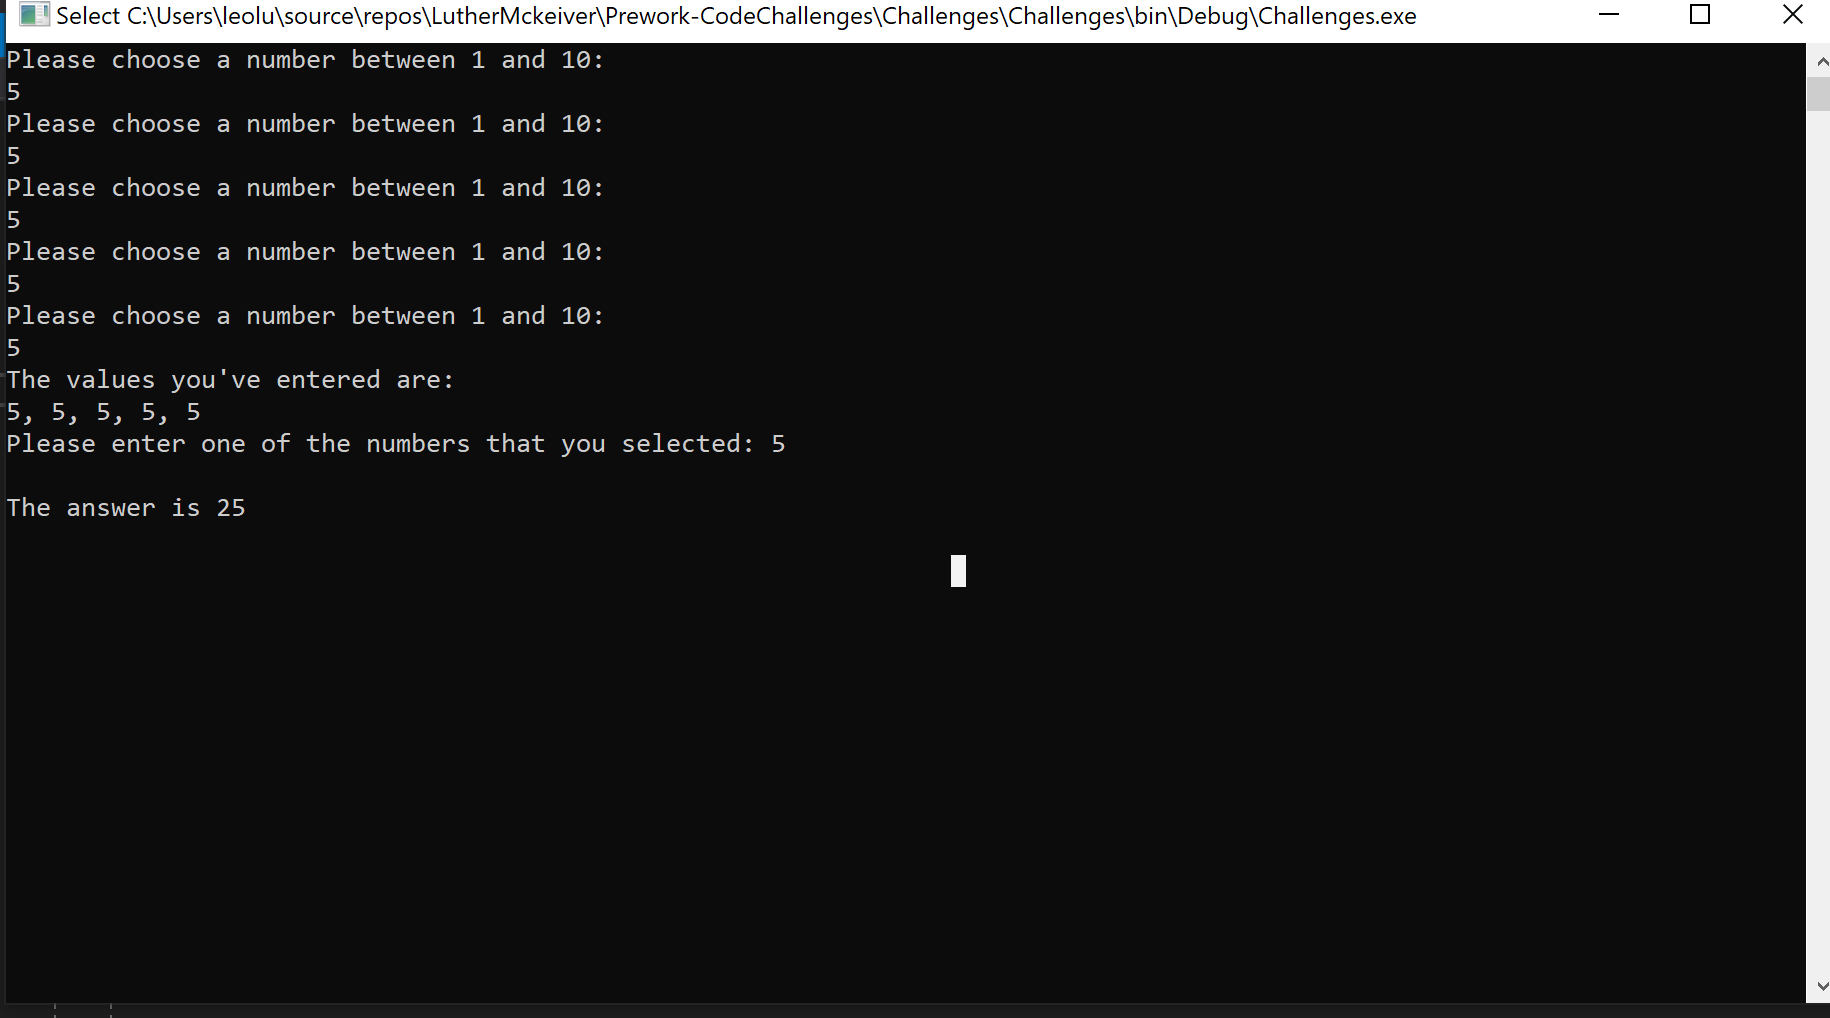 Select C:\Users\leolu\source\repos\LutherMckeiver\Prework-CodeChallenges\Challenges\Challenges\bin\Debug\Challenges.exe
Please choose a number between 1 and 10:
5
Please choose a number between 1 and 10:
5
Please choose a number between 1 and 10:
5
Please choose a number between 1 and 10:
5
Please choose a number between 1 and 10:
5
The values you've entered are:
5, 5, 5, 5, 5
Please enter one of the numbers that you selected: 5
The answer is 25